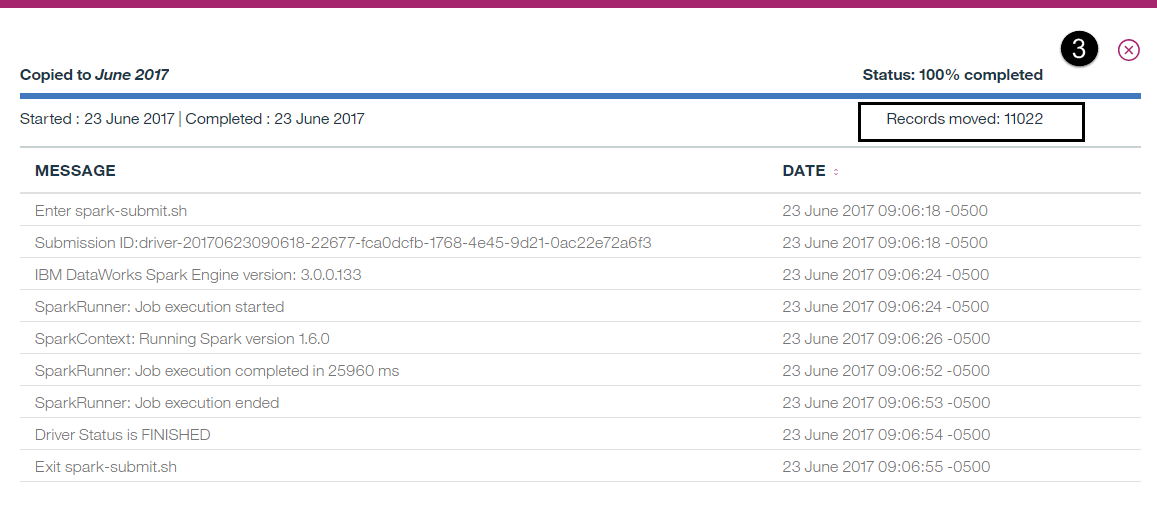 3
Copied to June 2017 Status: 100% completed
Started : 23 June 2017 | Completed : 23 June 2017 Records moved: 11022
MESSAGE DATE
Enter spark-submit.sh 23 June 2017 09:06:18 -0500
Submission ID:driver-20170623090618-22677-fca0dcfb-1768-4e45-9d21-0ac22e72a6f3 23 June 2017 09:06:18 -0500
IBM DataWorks Spark Engine version: 3.0.0.133 23 June 2017 09:06:24 -0500
SparkRunner: Job execution started 23 June 2017 09:06:24 -0500
SparkContext: Running Spark version 1.6.0 23 June 2017 09:06:26 -0500
SparkRunner: Job execution completed in 25960 ms 23 June 2017 09:06:52 -0500
SparkRunner: Job execution ended 23 June 2017 09:06:53 -0500
Driver Status is FINISHED 23 June 2017 09:06:54 -0500
Exit spark-submit.sh 23 June 2017 09:06:55 -0500